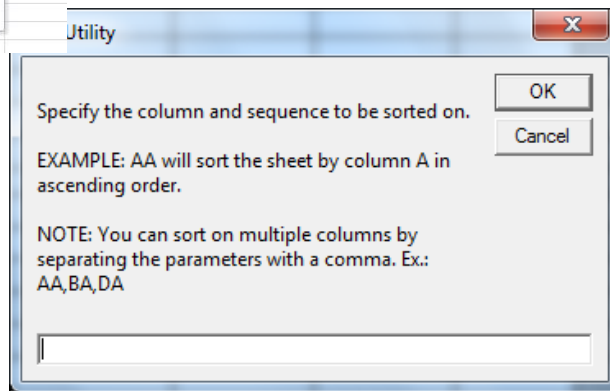 Utility
Specify the column and sequence to be sorted on.
OK
Cancel
EXAMPLE: AA will sort the sheet by column A in
ascending order.
NOTE: You can sort on multiple columns by
separating the parameters with a comma. Ex.:
AA,BA,DA